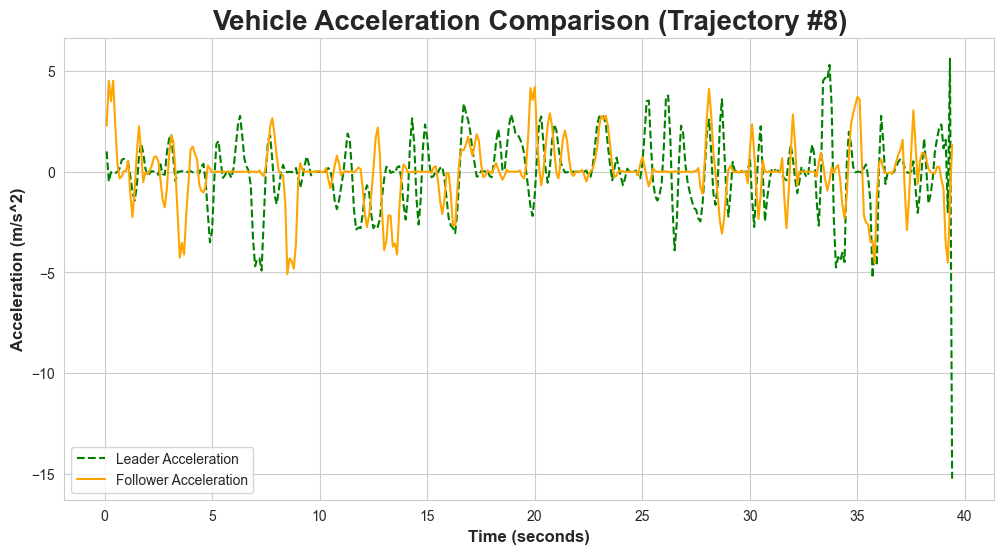 Vehicle Acceleration Comparison (Trajectory #8)
Acceleration (m/s^2)
5
0
−5
−10
−15
Leader Acceleration
Follower Acceleration
0 5 10 15 20 25 30 35 40
Time (seconds)